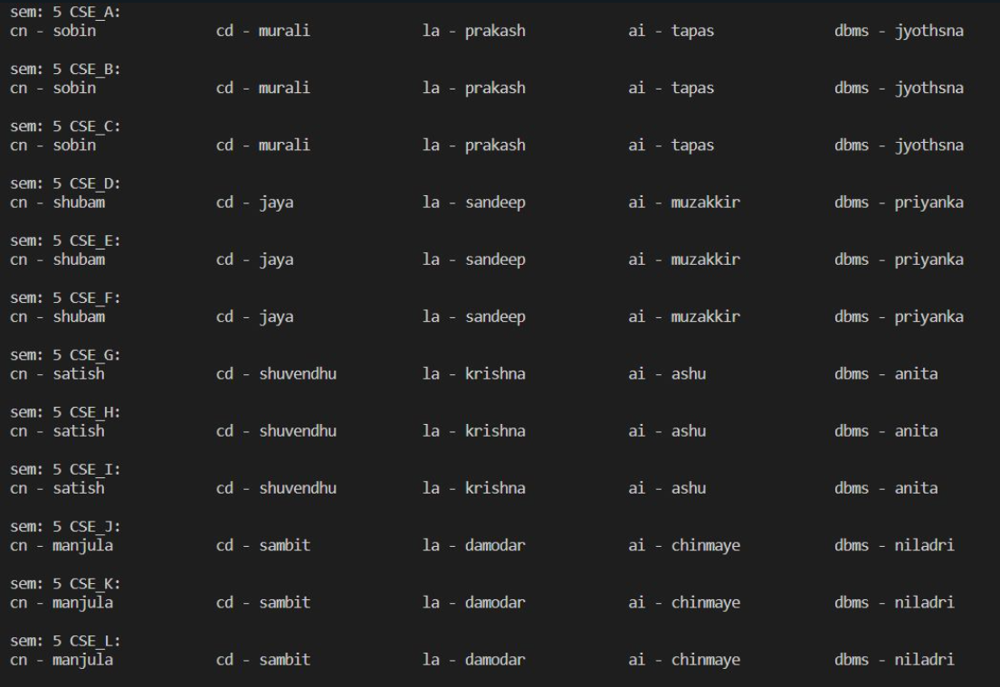 sem: 5 CSE_A:
cn - sobin cd - murali la - prakash ai - tapas dbms - jyothsna
sem: 5 CSE_B:
cn - sobin cd - murali la - prakash ai - tapas dbms - jyothsna
sem: 5 CSE_C:
cn - sobin cd - murali la - prakash ai - tapas dbms - jyothsna
sem: 5 CSE_D:
cn - shubam cd - jaya la - sandeep ai - muzakkir dbms - priyanka
sem: 5 CSE_E:
cn - shubam cd - jaya la - sandeep ai - muzakkir dbms - priyanka
sem: 5 CSE_F:
cn - shubam cd - jaya la - sandeep ai - muzakkir dbms - priyanka
sem: 5 CSE_G:
cn - satish cd - shuvendhu la - krishna ai - ashu dbms - anita
sem: 5 CSE_H:
cn - satish cd - shuvendhu la - krishna ai - ashu dbms - anita
sem: 5 CSE_I:
cn - satish cd - shuvendhu la - krishna ai - ashu dbms - anita
sem: 5 CSE_J:
cn - manjula cd - sambit la - damodar ai - chinmaye dbms - niladri
sem: 5 CSE_K:
cn - manjula cd - sambit la - damodar ai - chinmaye dbms - niladri
sem: 5 CSE_L:
cn - manjula cd - sambit la - damodar ai - chinmaye dbms - niladri